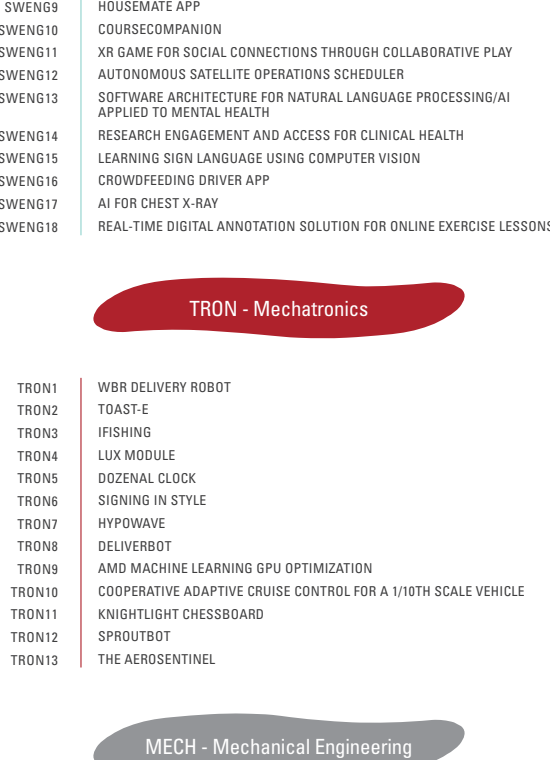 SWENG9 HOUSEMATE APP
SWENG10 COURSECOMPANION
SWENG11 XR GAME FOR SOCIAL CONNECTIONS THROUGH COLLABORATIVE PLAY
SWENG12 AUTONOMOUS SATELLITE OPERATIONS SCHEDULER
SWENG13 SOFTWARE ARCHITECTURE FOR NATURAL LANGUAGE PROCESSING/AI
APPLIED TO MENTAL HEALTH
SWENG14 RESEARCH ENGAGEMENT AND ACCESS FOR CLINICAL HEALTH
SWENG15 LEARNING SIGN LANGUAGE USING COMPUTER VISION
SWENG16 CROWDFEEDING DRIVER APP
SWENG17 AI FOR CHEST X-RAY
SWENG18 REAL-TIME DIGITAL ANNOTATION SOLUTION FOR ONLINE EXERCISE LESSONS
TRON - Mechatronics
TRON1 WBR DELIVERY ROBOT
TRON2 TOAST-E
TRON3 IFISHING
TRON4 LUX MODULE
TRON5 DOZENAL CLOCK
TRON6 SIGNING IN STYLE
TRON7 HYPOWAVE
TRON8 DELIVERBOT
TRON9 AMD MACHINE LEARNING GPU OPTIMIZATION
TRON10 COOPERATIVE ADAPTIVE CRUISE CONTROL FOR A 1/10TH SCALE VEHICLE
TRON11 KNIGHTLIGHT CHESSBOARD
TRON12 SPROUTBOT
TRON13 THE AEROSENTINEL
MECH - Mechanical Engineering